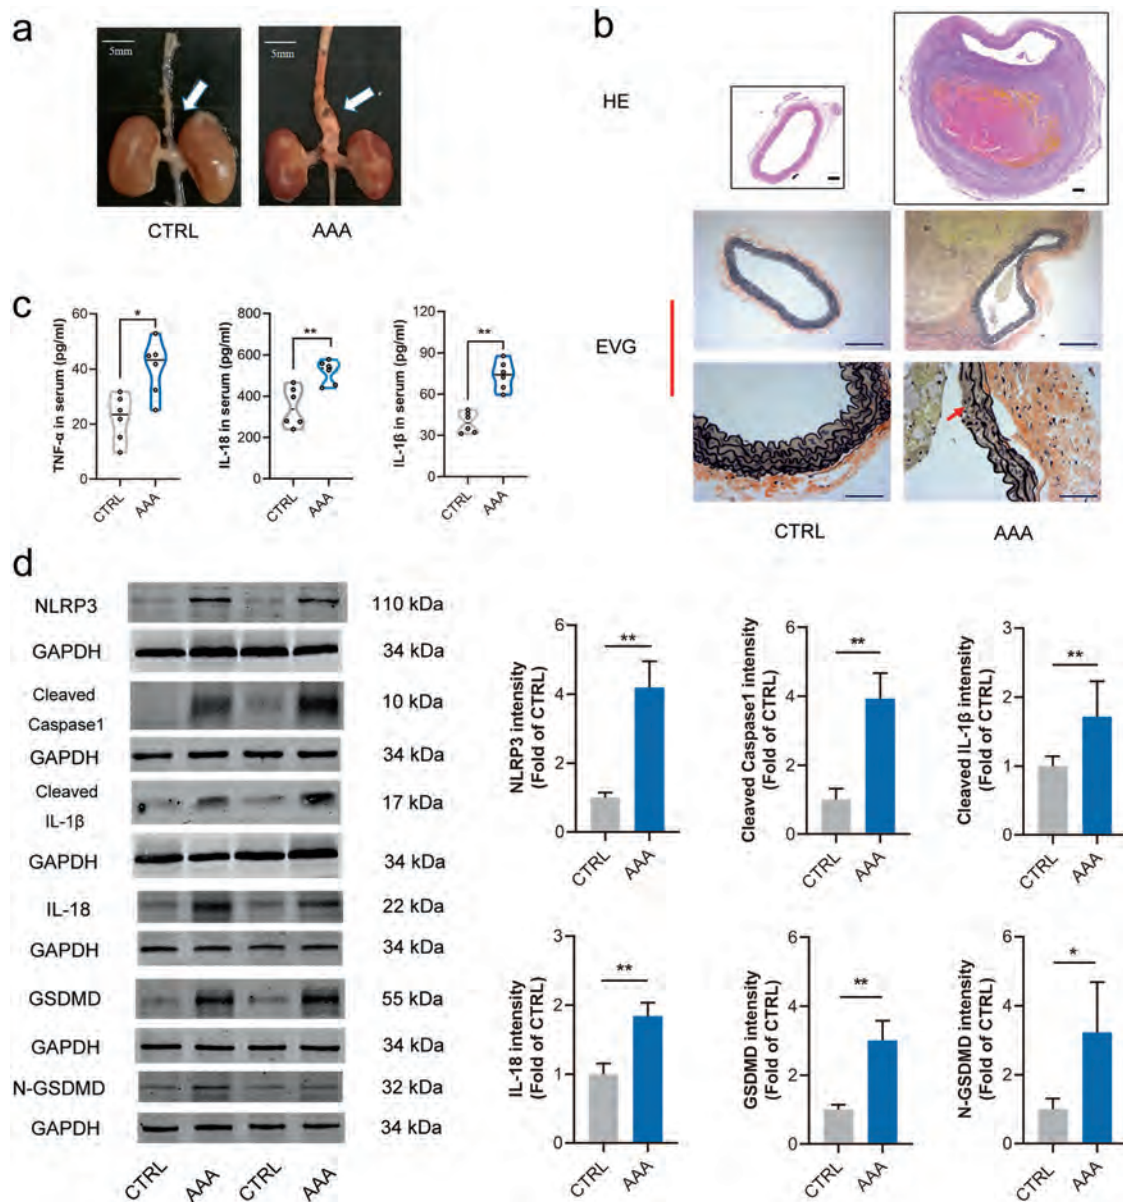 a
5mm
5mm
CTRL
AAA
b
HE
EVG
CTRL
AAA
c
TNF-α in serum (pg/ml)
60
40
20
0
*
CTRL
AAA
IL-18 in serum (pg/ml)
800
600
400
200
0
**
CTRL
AAA
IL-1β in serum (pg/ml)
120
90
60
30
0
**
CTRL
AAA
d
NLRP3
110 kDa
GAPDH
34 kDa
Cleaved
Caspase1
10 kDa
GAPDH
34 kDa
Cleaved
IL-1β
17 kDa
GAPDH
34 kDa
IL-18
22 kDa
GAPDH
34 kDa
GSDMD
55 kDa
GAPDH
34 kDa
N-GSDMD
32 kDa
GAPDH
34 kDa
CTRL
AAA
CTRL
AAA
NLRP3 intensity
(Fold of CTRL)
6
4
2
0
**
CTRL
AAA
Cleaved Caspase1 intensity
(Fold of CTRL)
6
4
2
0
**
CTRL
AAA
Cleaved IL-1β intensity
(Fold of CTRL)
3
2
1
0
**
CTRL
AAA
IL-18 intensity
(Fold of CTRL)
3
2
1
0
**
CTRL
AAA
GSDMD intensity
(Fold of CTRL)
6
4
2
0
**
CTRL
AAA
N-GSDMD intensity
(Fold of CTRL)
6
4
2
0
*
CTRL
AAA